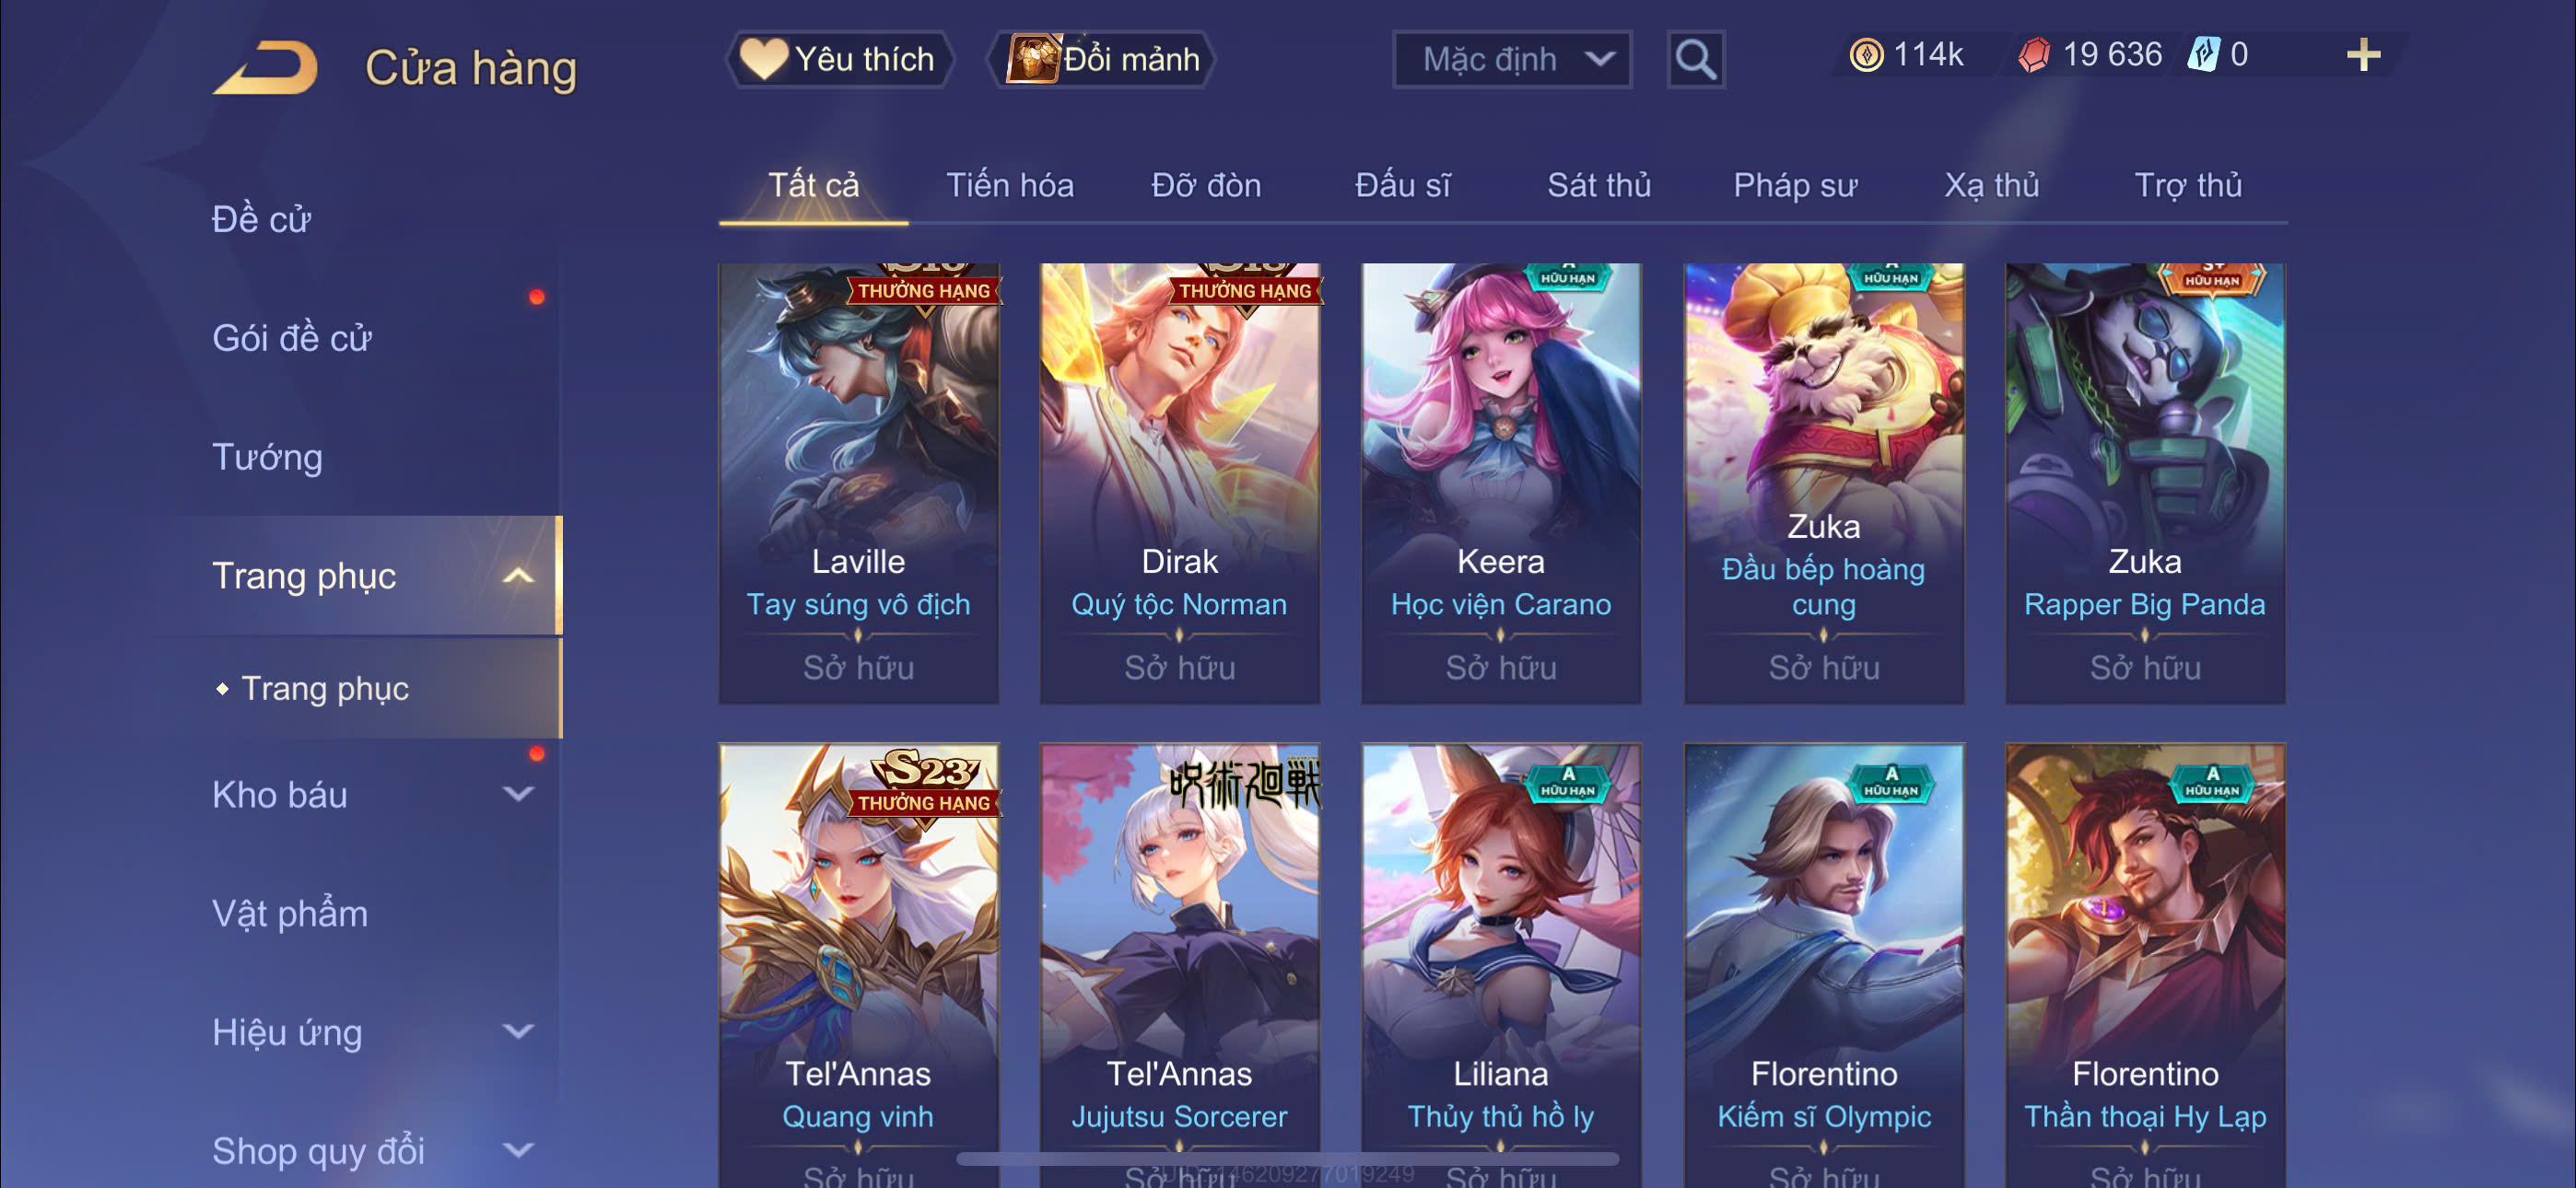 Cửa hàng
Yêu thích
Đổi mảnh
Mặc định
114k
19 636
0
Tất cả
Tiến hóa
Đỡ đòn
Đấu sĩ
Sát thủ
Pháp sư
Xạ thủ
Trợ thủ
Đề cử
Gói đề cử
Tướng
Trang phục
Trang phục
Kho báu
Vật phẩm
Hiệu ứng
Shop quy đổi
THƯỞNG HẠNG
Laville
Tay súng vô địch
Sở hữu
THƯỞNG HẠNG
Dirak
Quý tộc Norman
Sở hữu
A
HỮU HẠN
Keera
Học viện Carano
Sở hữu
A
HỮU HẠN
Zuka
Đầu bếp hoàng
cung
Sở hữu
S+
HỮU HẠN
Zuka
Rapper Big Panda
Sở hữu
S23
THƯỞNG HẠNG
Tel'Annas
Quang vinh
Sở hữu
呪術廻戦
Tel'Annas
Jujutsu Sorcerer
Sở hữu
A
HỮU HẠN
Liliana
Thủy thủ hồ ly
Sở hữu
A
HỮU HẠN
Florentino
Kiếm sĩ Olympic
Sở hữu
A
HỮU HẠN
Florentino
Thần thoại Hy Lạp
Sở hữu